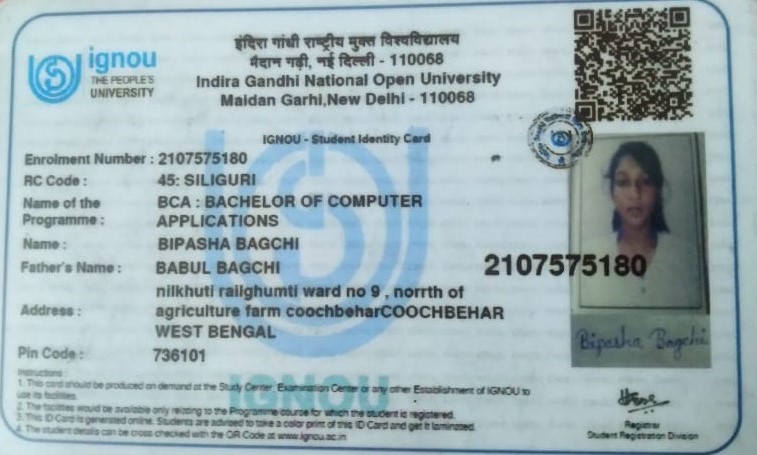 ignou
THE PEOPLE'S
UNIVERSITY
इंदिरा गांधी राष्ट्रीय मुक्त विश्वविद्यालय
मैदान गढ़ी, नई दिल्ली - 110068
Indira Gandhi National Open University
Maidan Garhi,New Delhi - 110068
IGNOU - Student Identity Card
Enrolment Number : 2107575180
RC Code : 45: SILIGURI
Name of the Programme : BCA : BACHELOR OF COMPUTER
APPLICATIONS
Name : BIPASHA BAGCHI
Father's Name : BABUL BAGCHI
2107575180
Address : nilkhuti railghumti ward no 9 , norrth of
agriculture farm coochbeharCOOCHBEHAR
WEST BENGAL
Pin Code : 736101
Bipasha Bagchi
IGNOU
Instructions :
1. This card should be produced on demand at the Study Center, Examination Center or any other Establishment of IGNOU to
use its facilities.
2. The facilities would be available only relating to the Programme/course for which the student is registered.
3. This ID Card is generated online. Students are advised to take a color print of this ID Card and get it laminated.
4. The student details can be cross checked with the QR Code at www.ignou.ac.in
Registrar
Student Registration Division